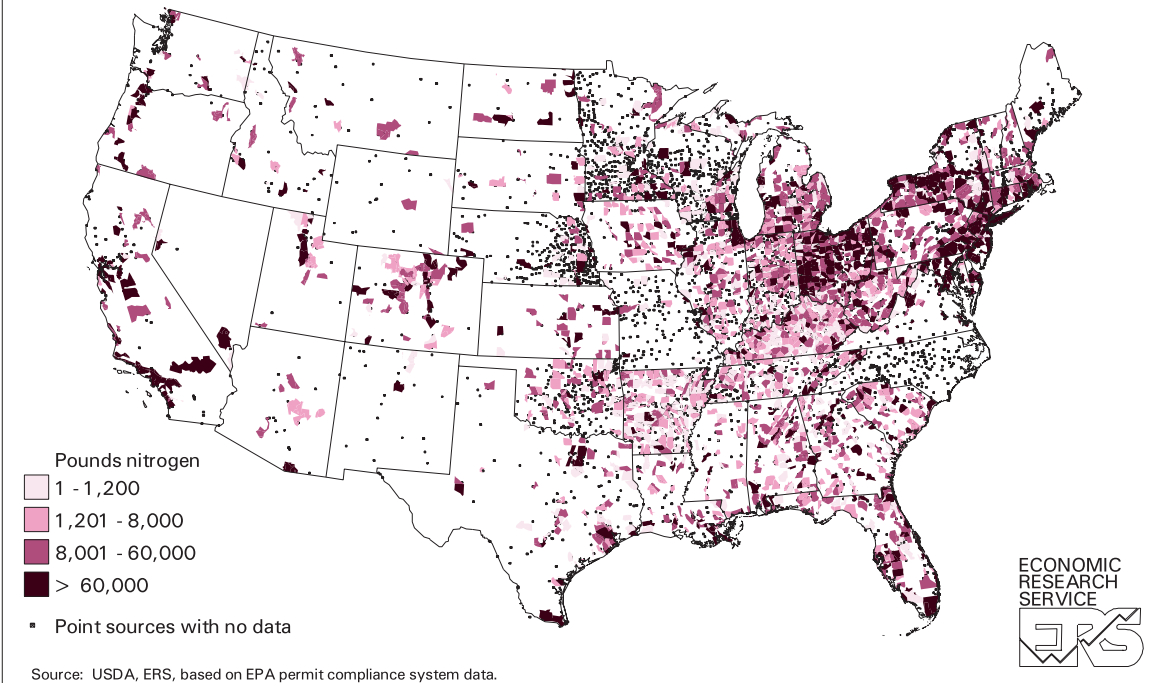 Pounds nitrogen
1 - 1,200
1,201 - 8,000
8,001 - 60,000
> 60,000
Point sources with no data
ECONOMIC
RESEARCH
SERVICE
ERS
Source: USDA, ERS, based on EPA permit compliance system data.